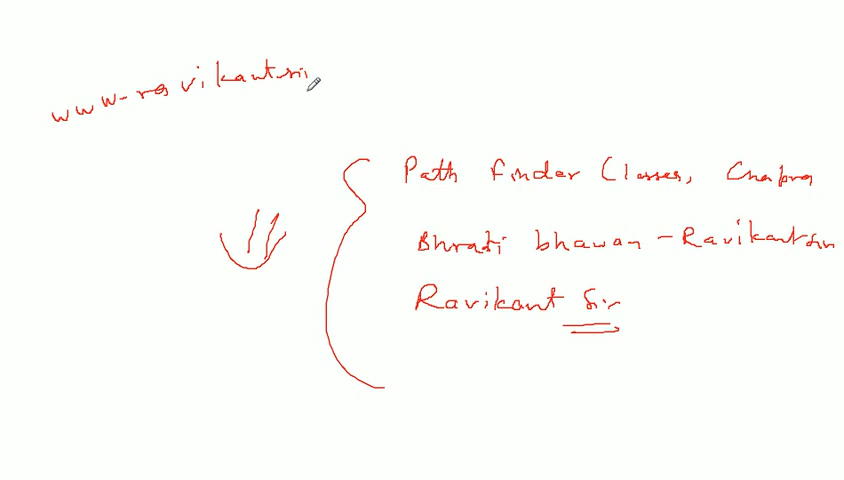 www-ravikantsir
Path finder Classes, Chapra
Bhrati bhawan - Ravikantsir
Ravikant Sir